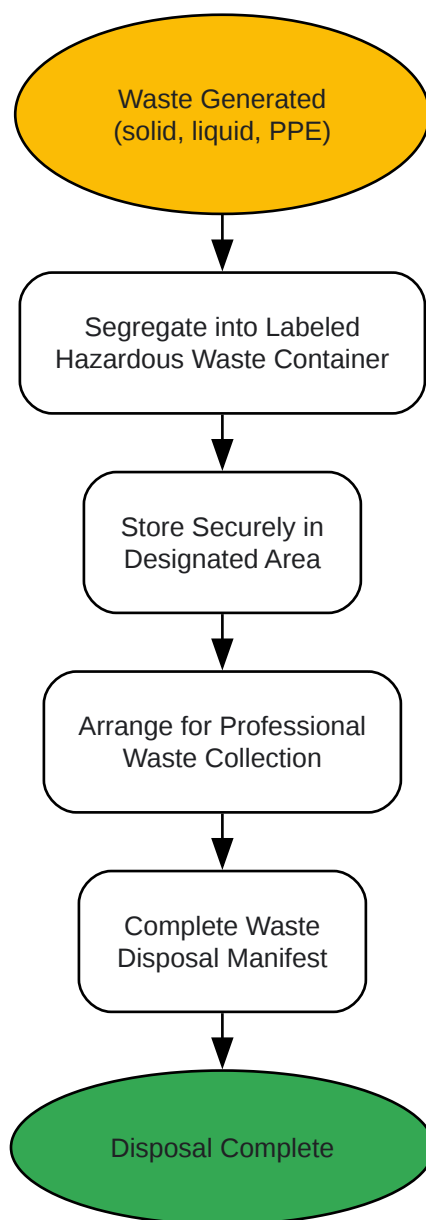 Waste Generated
(solid, liquid, PPE)
Segregate into Labeled
Hazardous Waste Container
Store Securely in
Designated Area
Arrange for Professional
Waste Collection
Complete Waste
Disposal Manifest
Disposal Complete